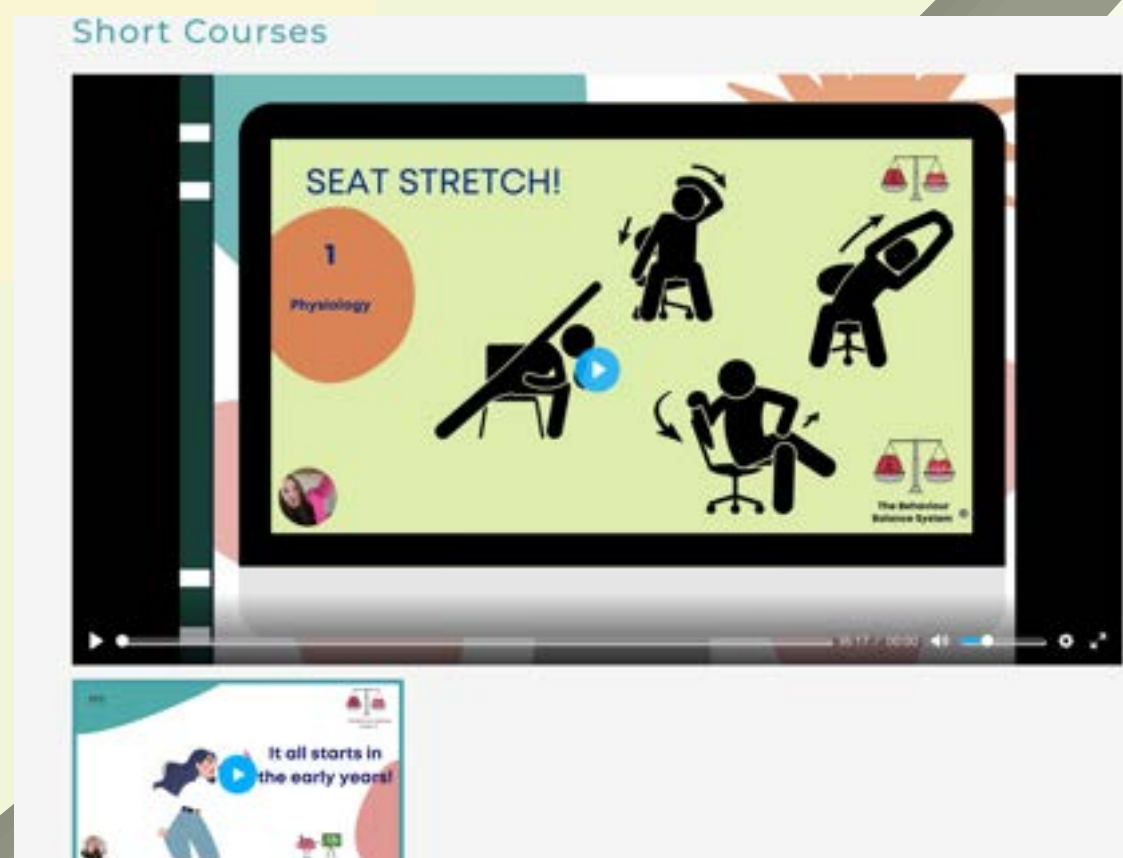 Short Courses
SEAT STRETCH!
1
Physiology
The Behaviour
Balance System ©
It all starts in
the early years!